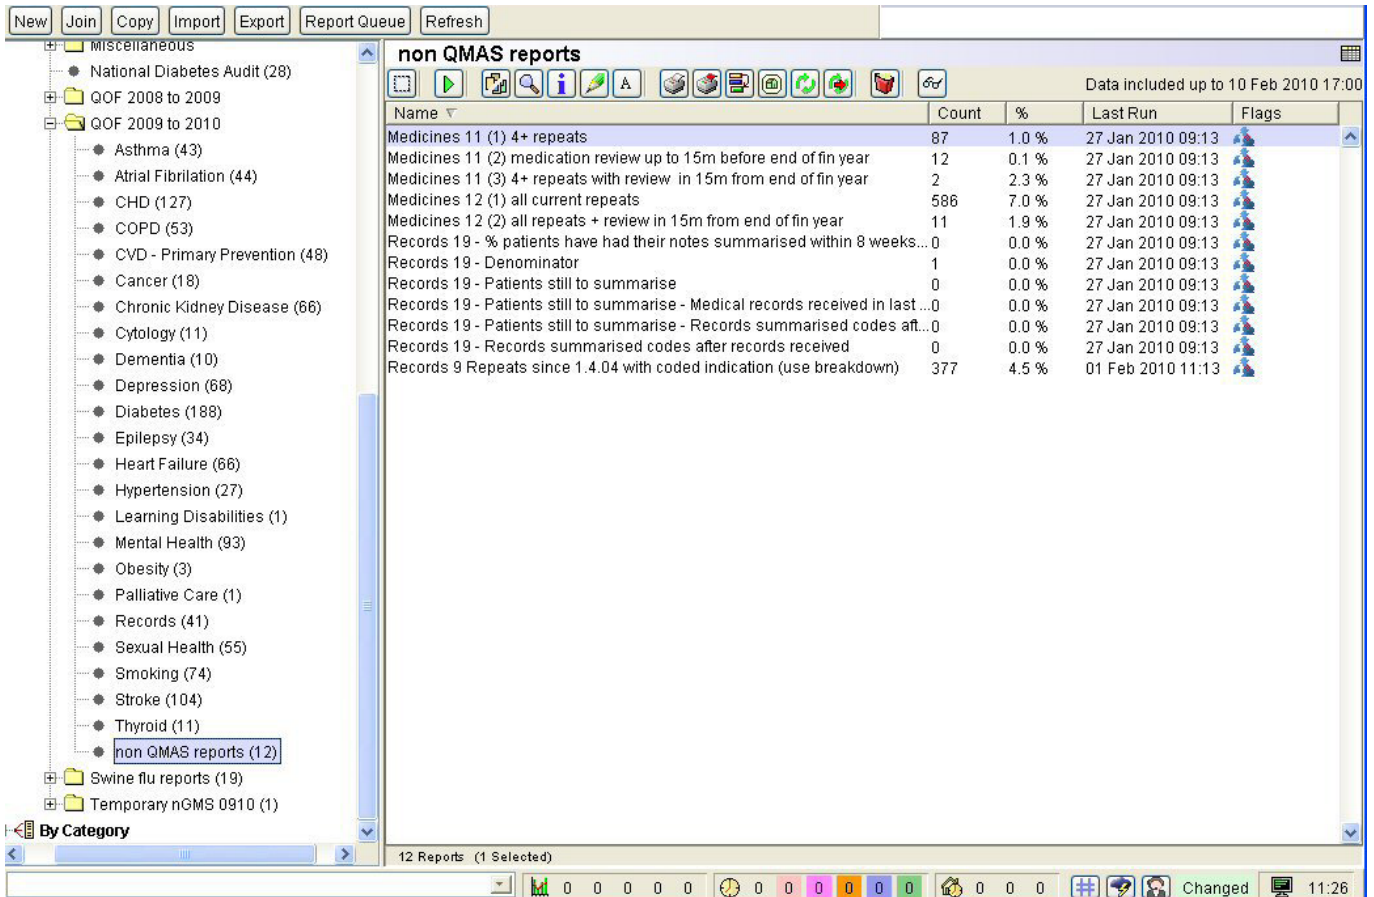 New Join Copy Import Export Report Queue Refresh
Miscellaneous
National Diabetes Audit (28)
QOF 2008 to 2009
QOF 2009 to 2010
Asthma (43)
Atrial Fibrilation (44)
CHD (127)
COPD (53)
CVD - Primary Prevention (48)
Cancer (18)
Chronic Kidney Disease (66)
Cytology (11)
Dementia (10)
Depression (68)
Diabetes (188)
Epilepsy (34)
Heart Failure (66)
Hypertension (27)
Learning Disabilities (1)
Mental Health (93)
Obesity (3)
Palliative Care (1)
Records (41)
Sexual Health (55)
Smoking (74)
Stroke (104)
Thyroid (11)
non QMAS reports (12)
Swine flu reports (19)
Temporary nGMS 0910 (1)
By Category
non QMAS reports
A Data included up to 10 Feb 2010 17:00
Name Count % Last Run Flags
Medicines 11 (1) 4+ repeats 87 1.0 % 27 Jan 2010 09:13
Medicines 11 (2) medication review up to 15m before end of fin year 12 0.1 % 27 Jan 2010 09:13
Medicines 11 (3) 4+ repeats with review in 15m from end of fin year 2 2.3 % 27 Jan 2010 09:13
Medicines 12 (1) all current repeats 586 7.0 % 27 Jan 2010 09:13
Medicines 12 (2) all repeats + review in 15m from end of fin year 11 1.9 % 27 Jan 2010 09:13
Records 19 - % patients have had their notes summarised within 8 weeks... 0 0.0 % 27 Jan 2010 09:13
Records 19 - Denominator 1 0.0 % 27 Jan 2010 09:13
Records 19 - Patients still to summarise 0 0.0 % 27 Jan 2010 09:13
Records 19 - Patients still to summarise - Medical records received in last ... 0 0.0 % 27 Jan 2010 09:13
Records 19 - Patients still to summarise - Records summarised codes aft... 0 0.0 % 27 Jan 2010 09:13
Records 19 - Records summarised codes after records received 0 0.0 % 27 Jan 2010 09:13
Records 9 Repeats since 1.4.04 with coded indication (use breakdown) 377 4.5 % 01 Feb 2010 11:13
12 Reports (1 Selected)
0 0 0 0 0 0 0 0 0 0 0 0 0 0 Changed 11:26